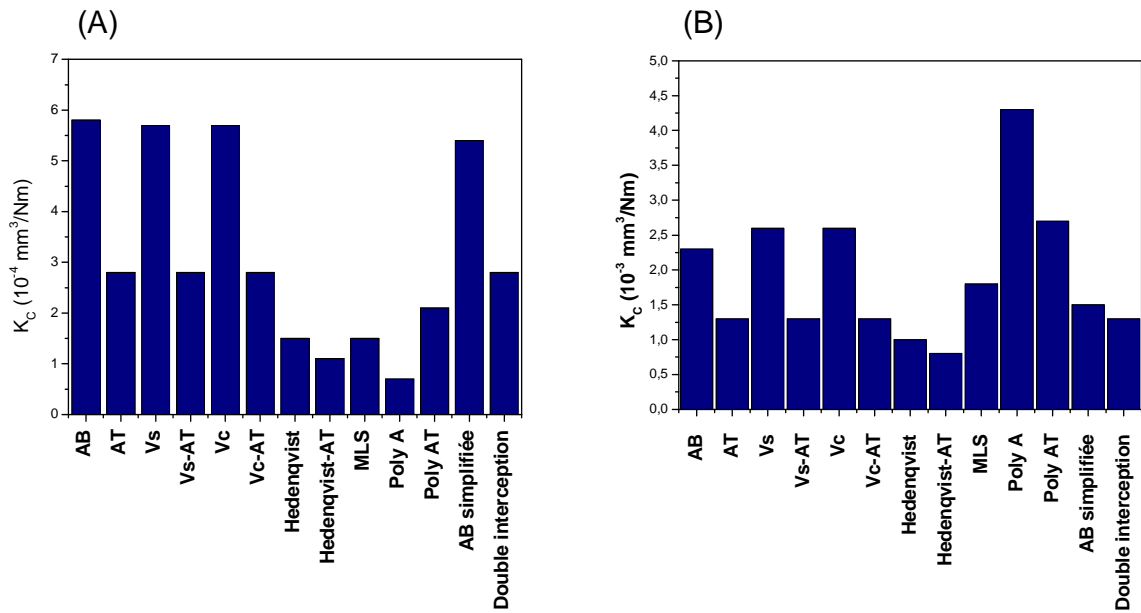 (A)
7
6
5
4
3
2
1
0
K_C (10^-4 mm^3/Nm)
AB
AT
Vs
Vs-AT
Vc
Vc-AT
Hedenqvist
Hedenqvist-AT
MLS
Poly A
Poly AT
AB simplifiée
Double interception
(B)
5,0
4,5
4,0
3,5
3,0
2,5
2,0
1,5
1,0
0,5
0,0
K_C (10^-3 mm^3/Nm)
AB
AT
Vs
Vs-AT
Vc
Vc-AT
Hedenqvist
Hedenqvist-AT
MLS
Poly A
Poly AT
AB simplifiée
Double interception